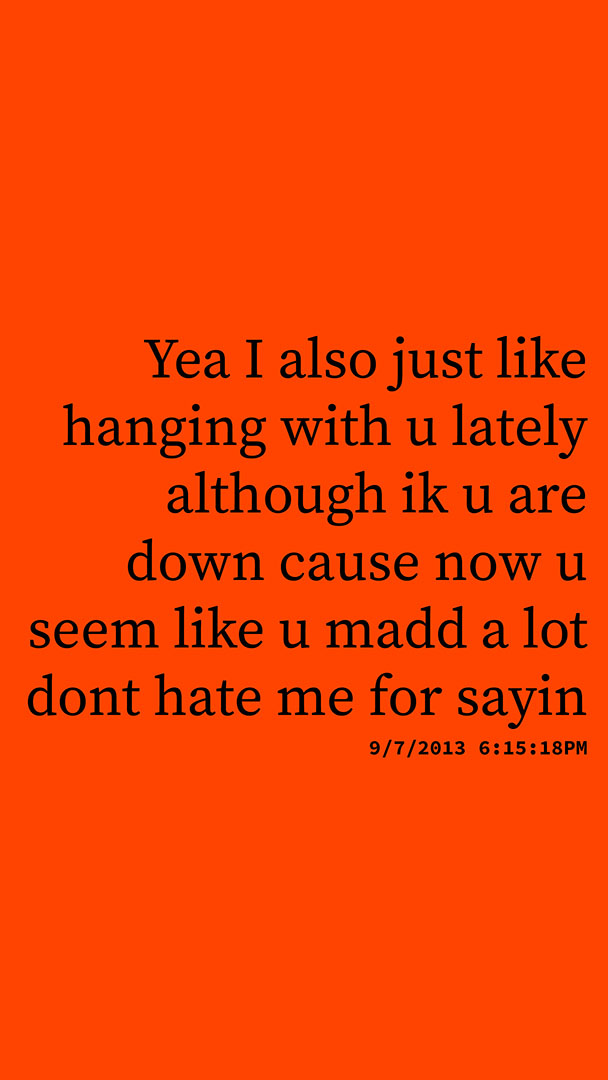 Yea I also just like
hanging with u lately
although ik u are
down cause now u
seem like u madd a lot
dont hate me for sayin
9/7/2013 6:15:18PM